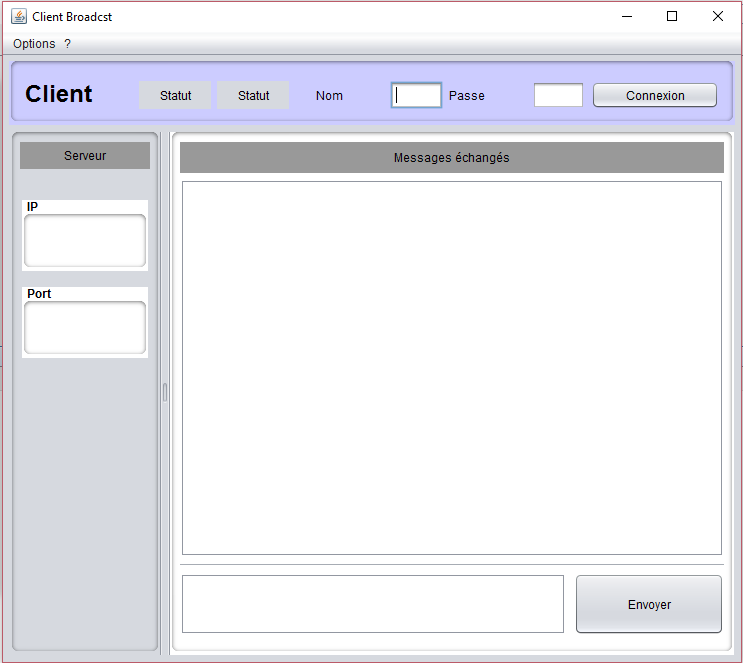 Client Broadcst
Options ?
Client Statut Statut Nom Passe Connexion
Serveur
IP
Port
Messages échangés
Envoyer